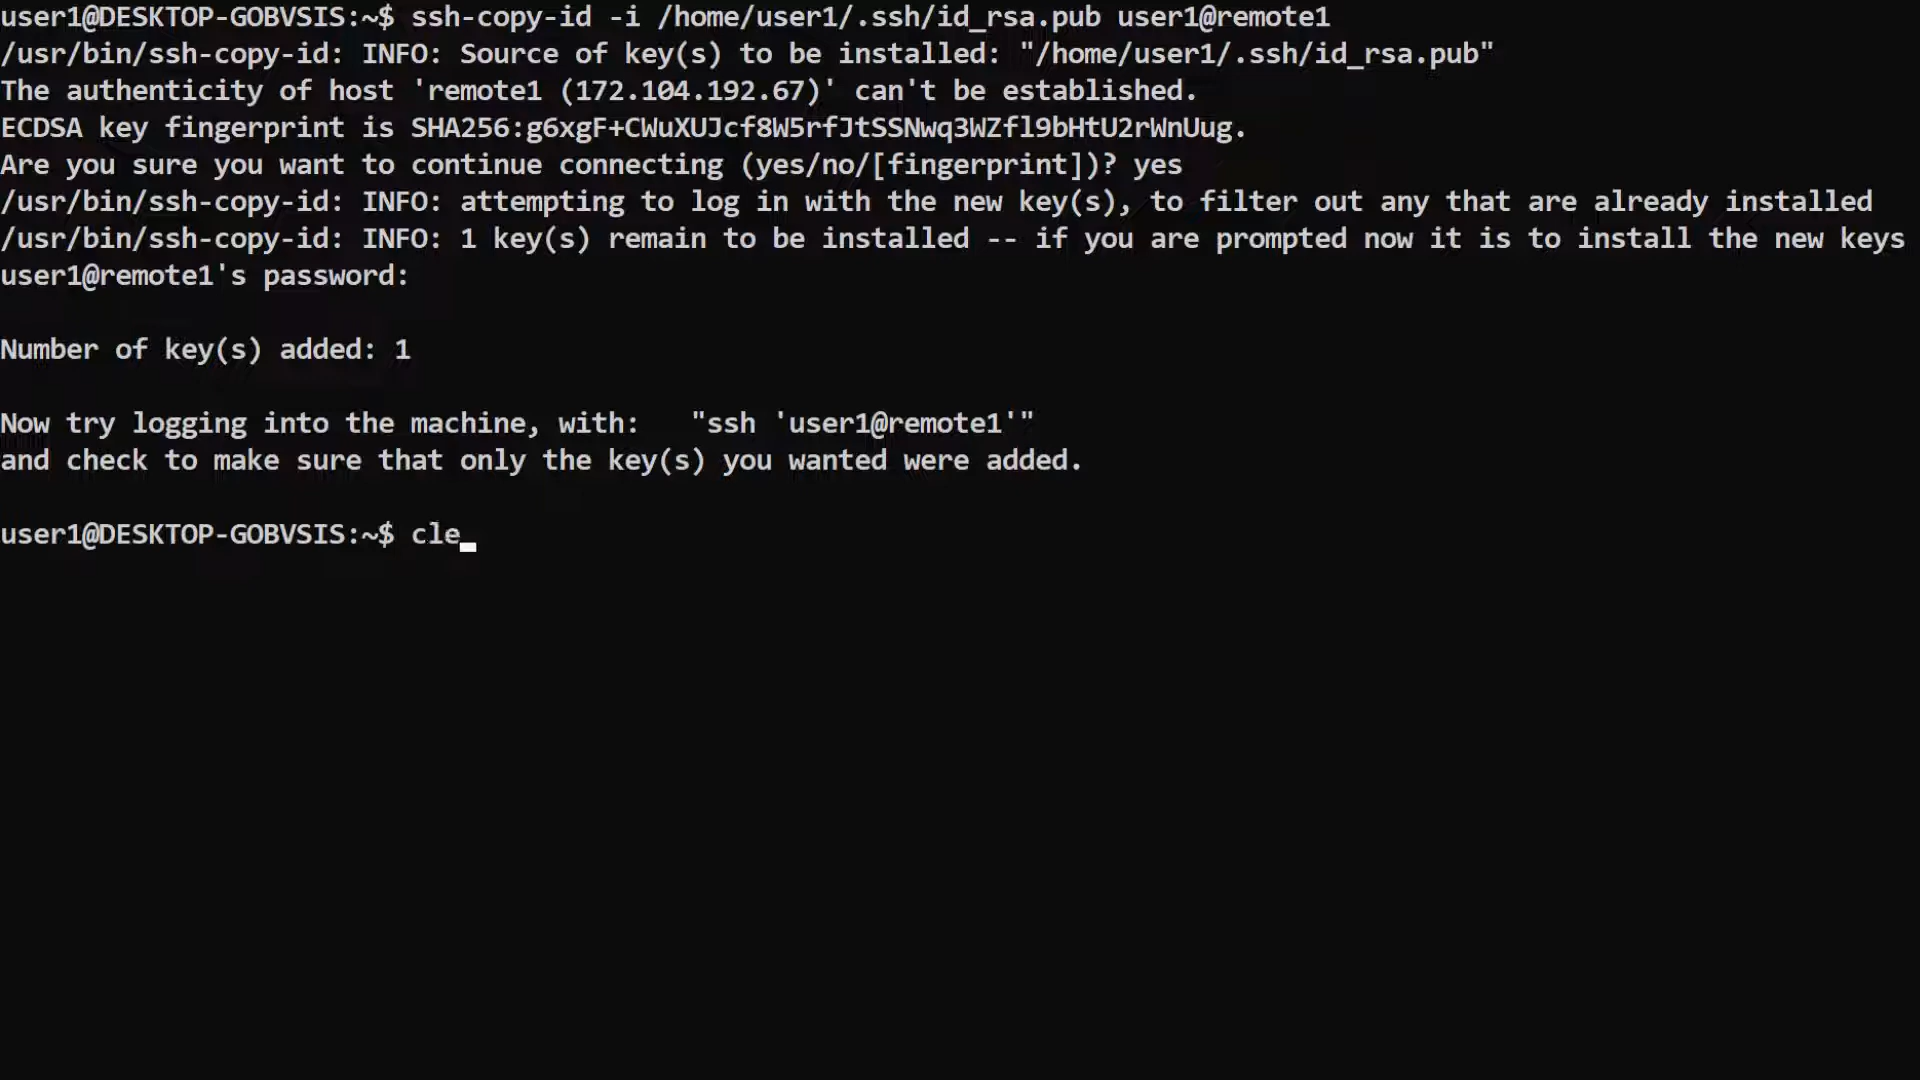 user1@DESKTOP-GOBVSIS:~$ ssh-copy-id -i /home/user1/.ssh/id_rsa.pub user1@remote1
/usr/bin/ssh-copy-id: INFO: Source of key(s) to be installed: "/home/user1/.ssh/id_rsa.pub"
The authenticity of host 'remote1 (172.104.192.67)' can't be established.
ECDSA key fingerprint is SHA256:g6xgF+CWuXUJcf8W5rfJtSSNwq3WZfl9bHtU2rWnUug.
Are you sure you want to continue connecting (yes/no/[fingerprint])? yes
/usr/bin/ssh-copy-id: INFO: attempting to log in with the new key(s), to filter out any that are already installed
/usr/bin/ssh-copy-id: INFO: 1 key(s) remain to be installed -- if you are prompted now it is to install the new keys
user1@remote1's password:
Number of key(s) added: 1
Now try logging into the machine, with:   "ssh 'user1@remote1'"
and check to make sure that only the key(s) you wanted were added.
user1@DESKTOP-GOBVSIS:~$ cle